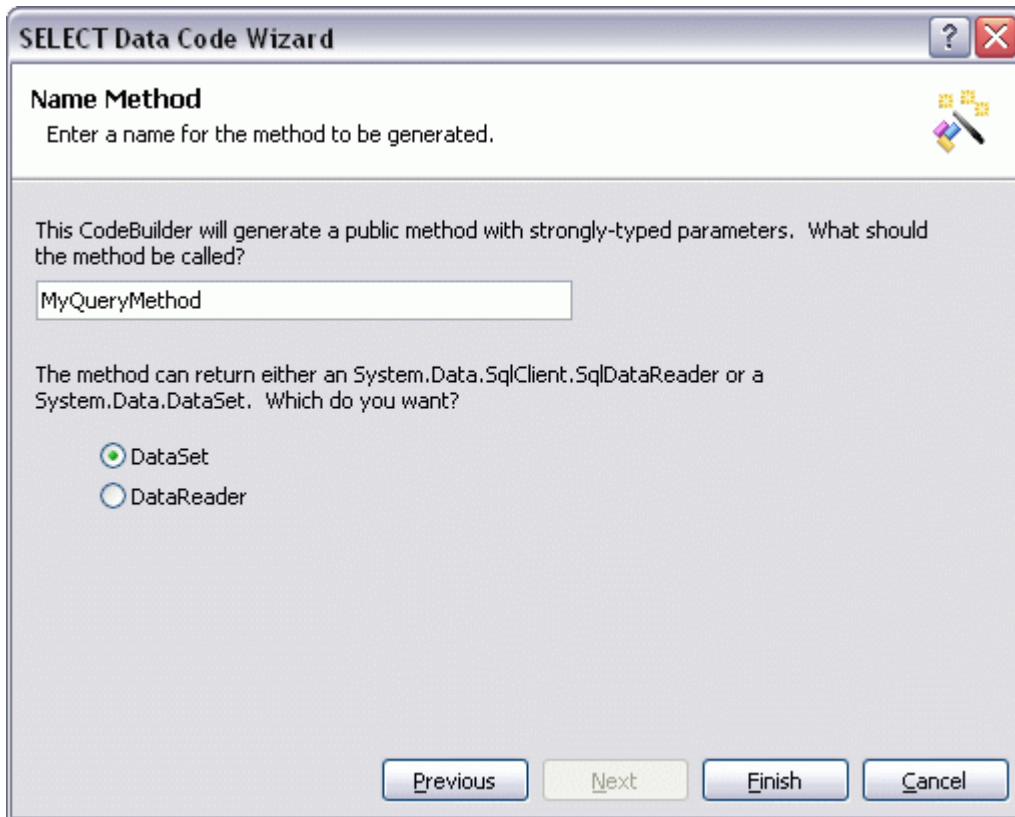 SELECT Data Code Wizard
Name Method
Enter a name for the method to be generated.
This CodeBuilder will generate a public method with strongly-typed parameters.  What should
the method be called?
MyQueryMethod
The method can return either an System.Data.SqlClient.SqlDataReader or a
System.Data.DataSet.  Which do you want?
DataSet
DataReader
Previous Next Finish Cancel